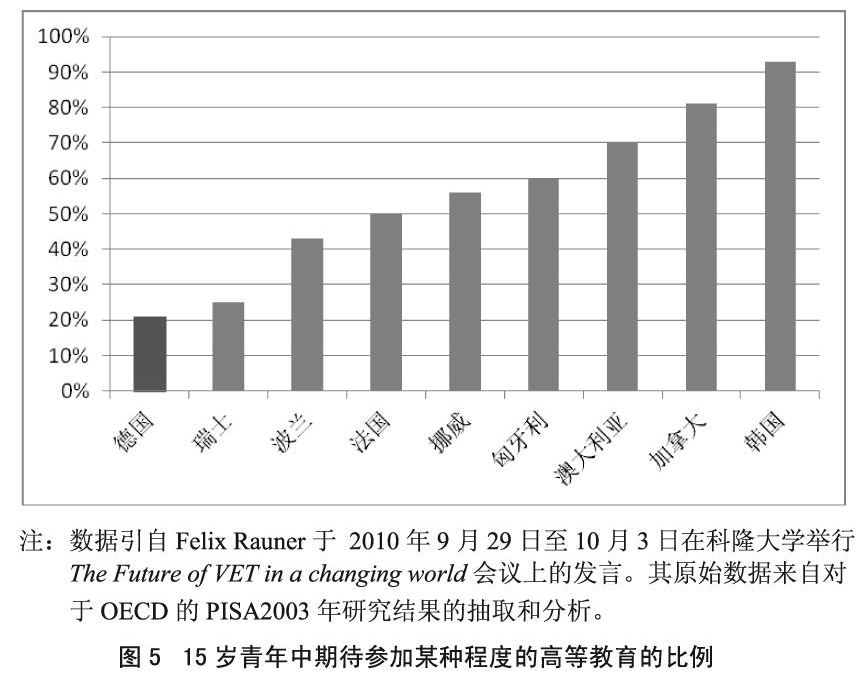 100%
90%
80%
70%
60%
50%
40%
30%
20%
10%
0%
德国
瑞士
波兰
法国
挪威
匈牙利
澳大利亚
加拿大
韩国
注：数据引自 Felix Rauner 于 2010 年 9 月 29 日至 10 月 3 日在科隆大学举行
The Future of VET in a changing world 会议上的发言。其原始数据来自对
于 OECD 的 PISA2003 年研究结果的抽取和分析。
图 5 15 岁青年中期待参加某种程度的高等教育的比例